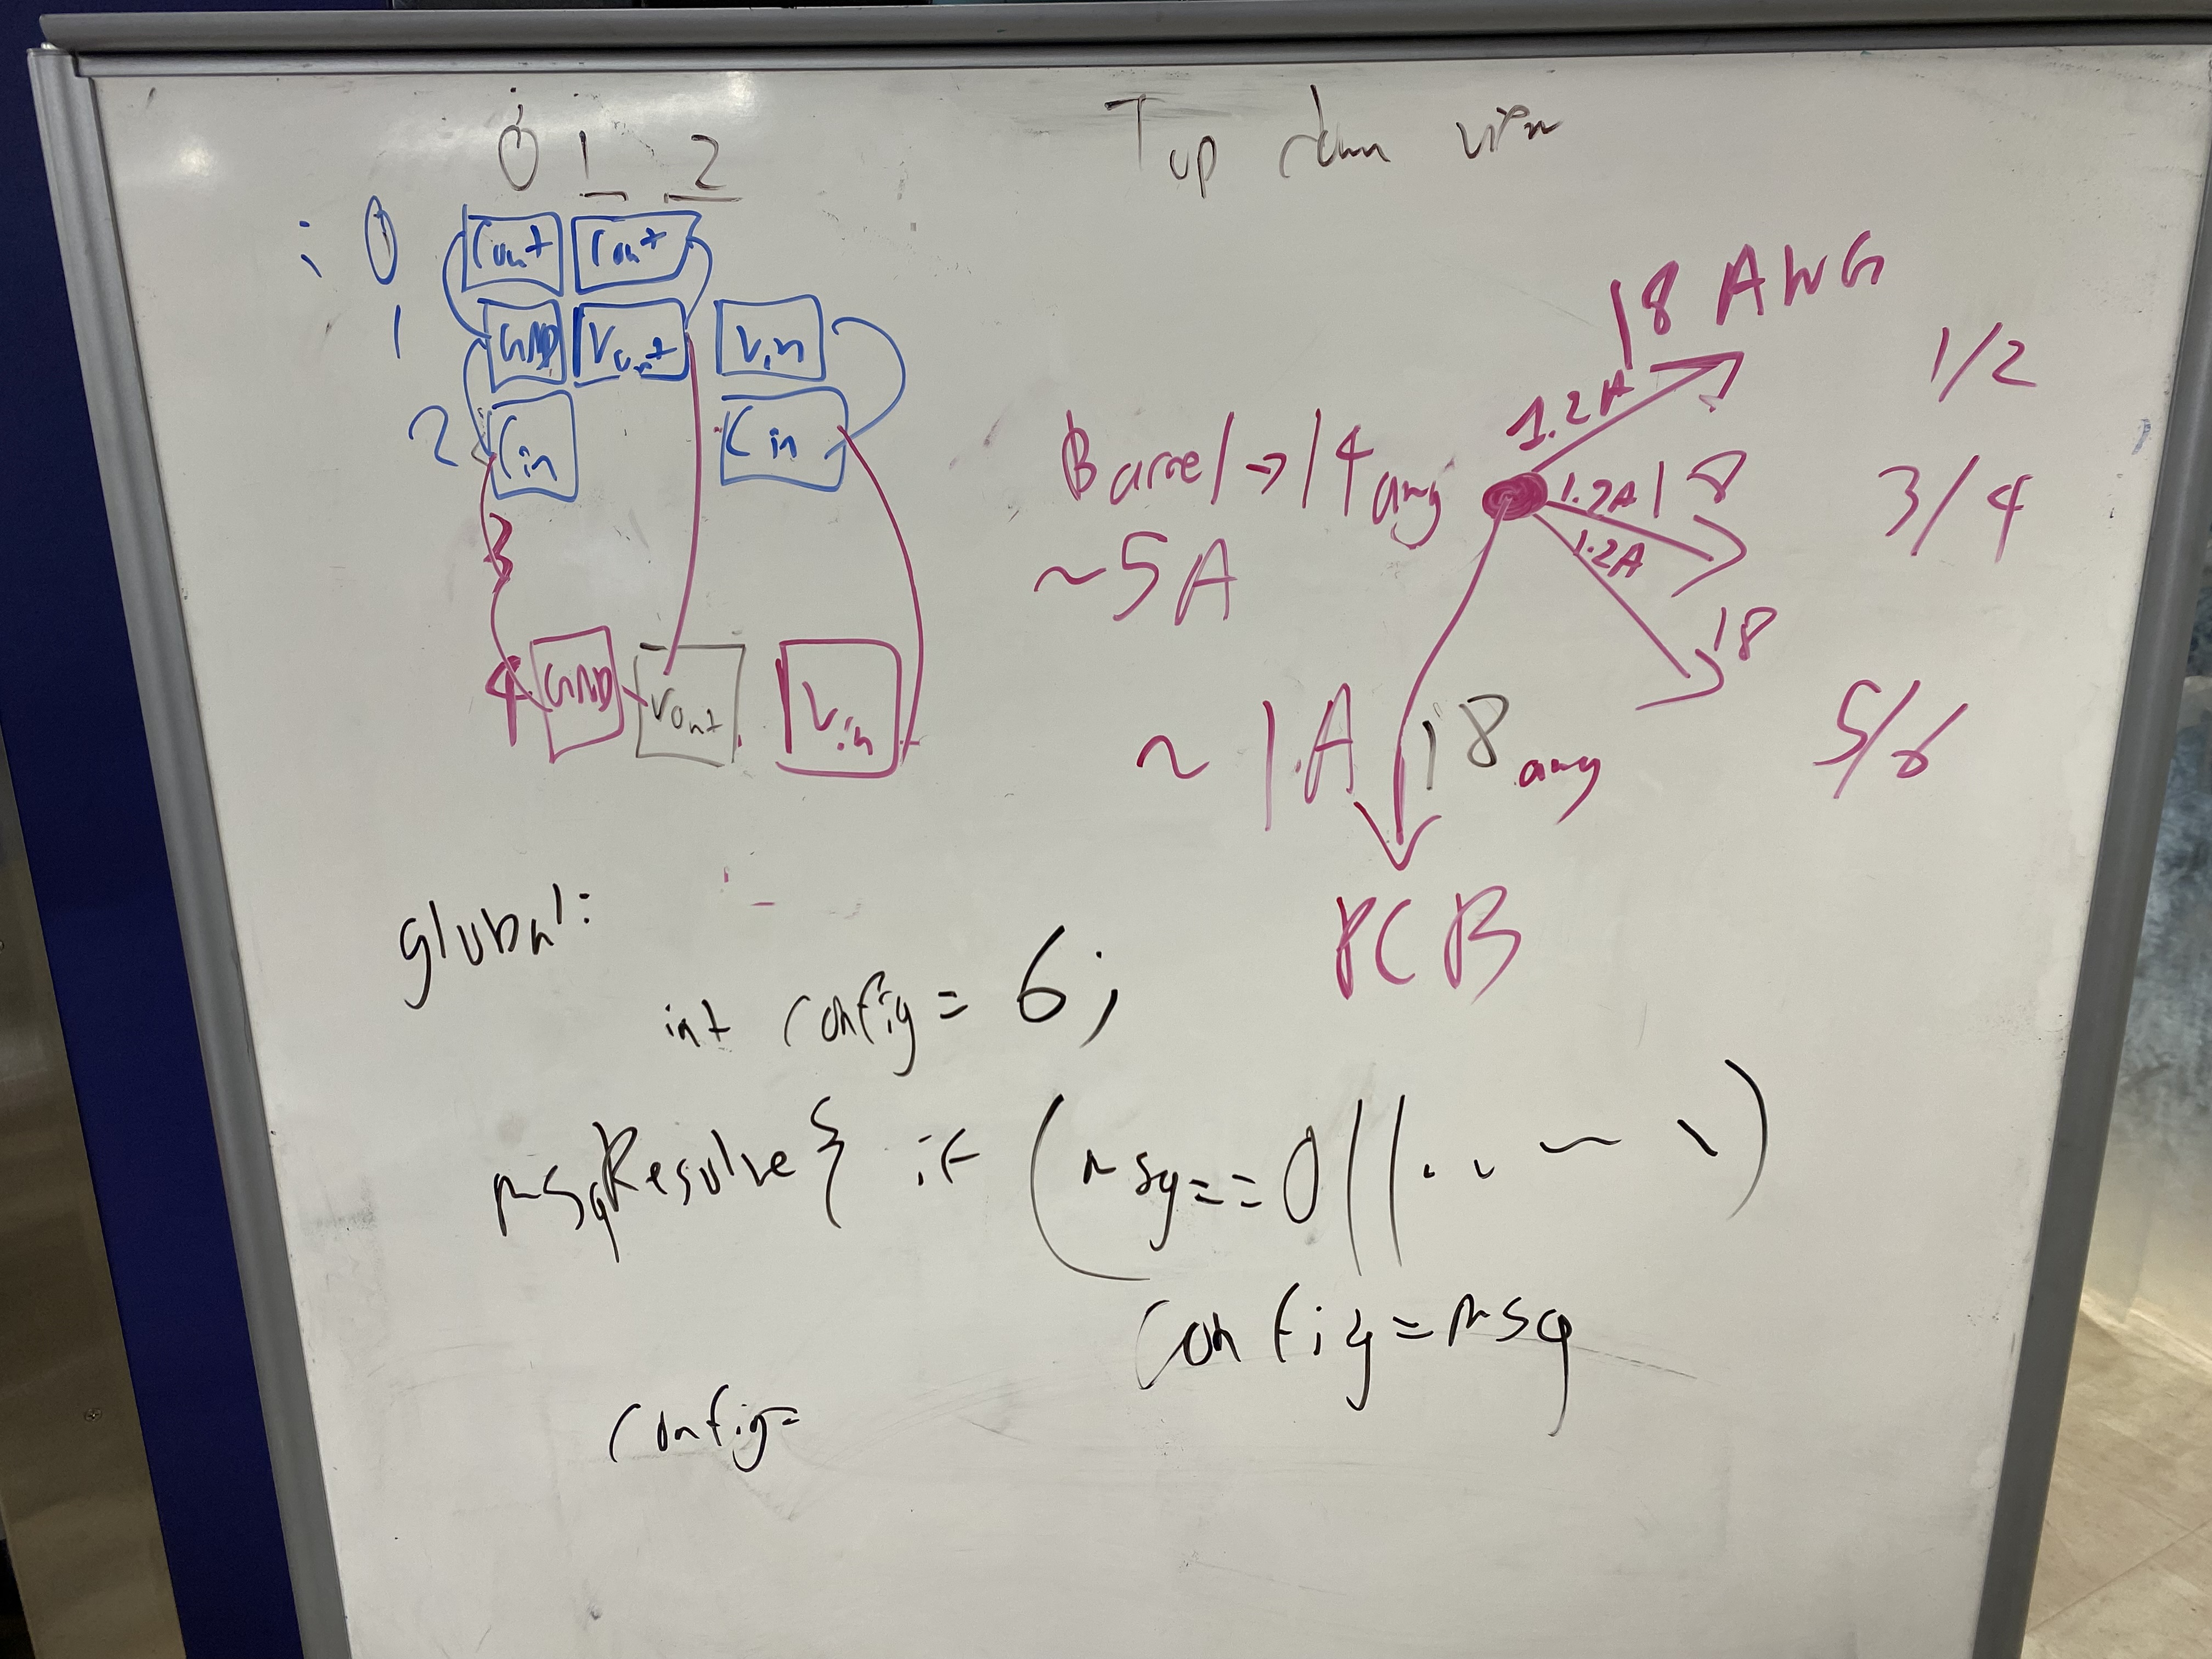 j
0 1 2
Top down view
i 0 Cout Cout
1 GND Vout Vin
2 Cin Cin
3
4 GND Vout Vin
18 AWG
1.2A
1/2
Barrel → 14 awg
1.2A 18
3/4
~5A
1.2A
18
~1A 18 awg
5/6
PCB
global:
int config = 6;
msgResolve { if (msg==0||
config=msg
config=